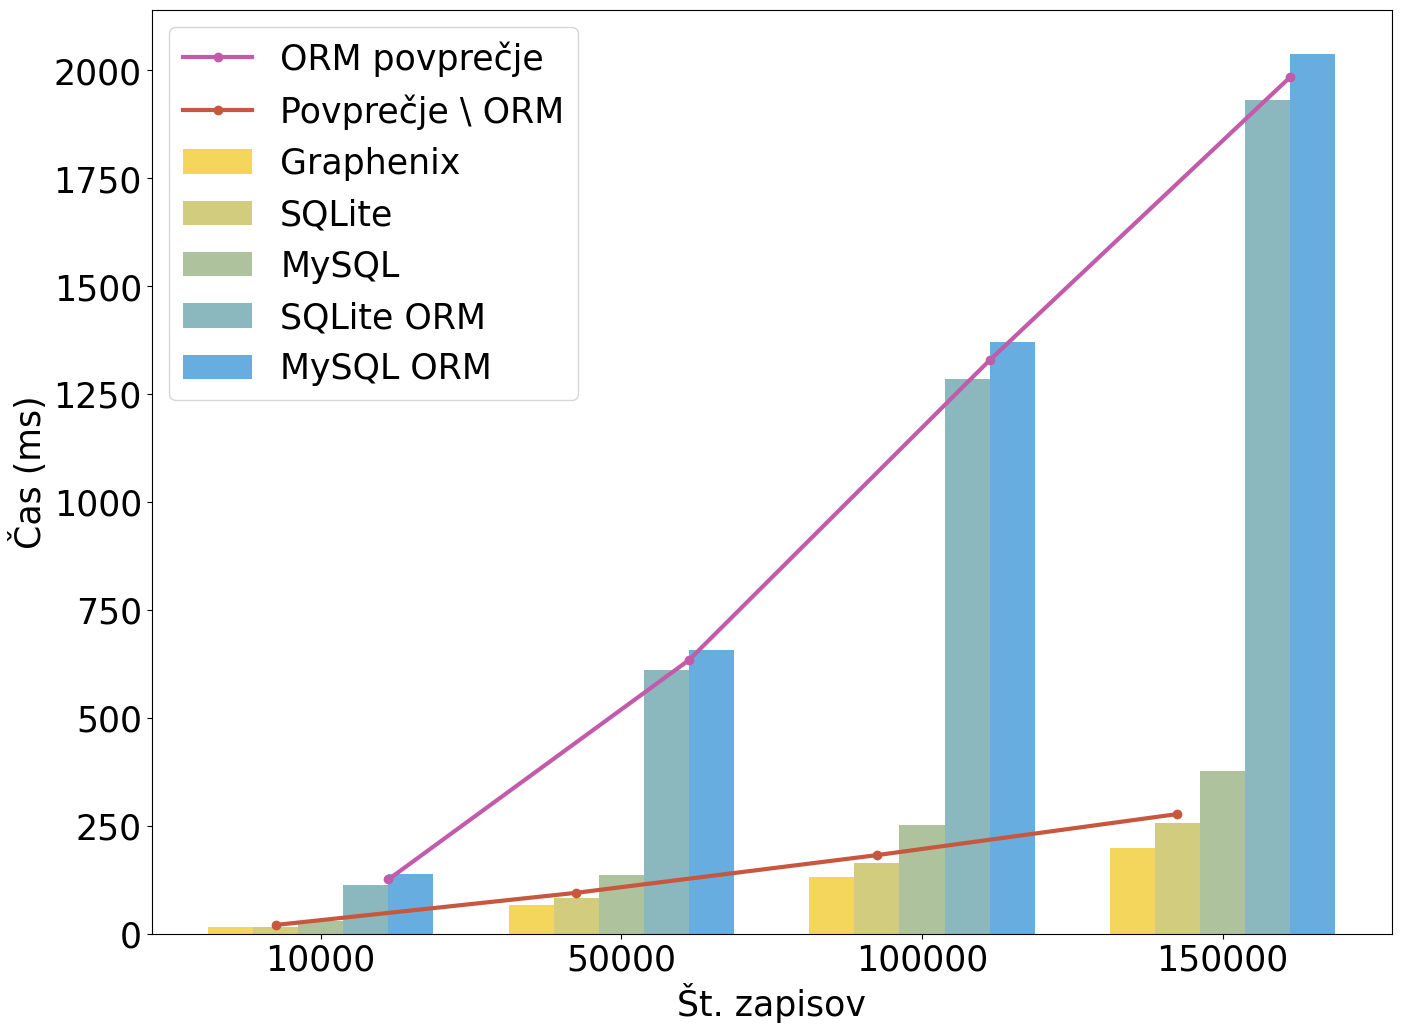 ORM povprečje
Povprečje \ ORM
Graphenix
SQLite
MySQL
SQLite ORM
MySQL ORM
2000
1750
1500
1250
1000
750
500
250
0
Čas (ms)
10000 50000 100000 150000
Št. zapisov